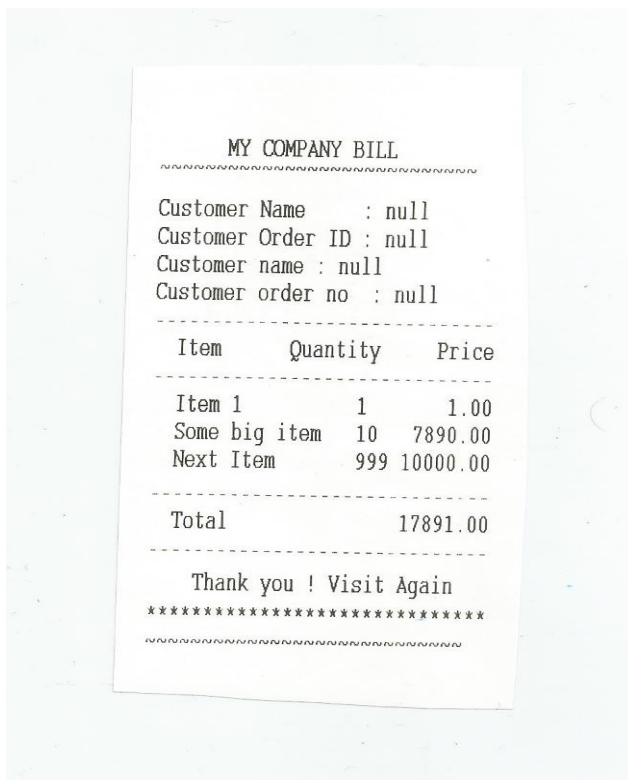 MY COMPANY BILL
~~~~~~~~~~~~~~~~~~~~~~~~~~~~~~
Customer Name : null
Customer Order ID : null
Customer name : null
Customer order no : null
------------------------------
Item Quantity Price
------------------------------
Item 1 1 1.00
Some big item 10 7890.00
Next Item 999 10000.00
------------------------------
Total 17891.00
------------------------------
Thank you ! Visit Again
******************************
~~~~~~~~~~~~~~~~~~~~~~~~~~~~~~